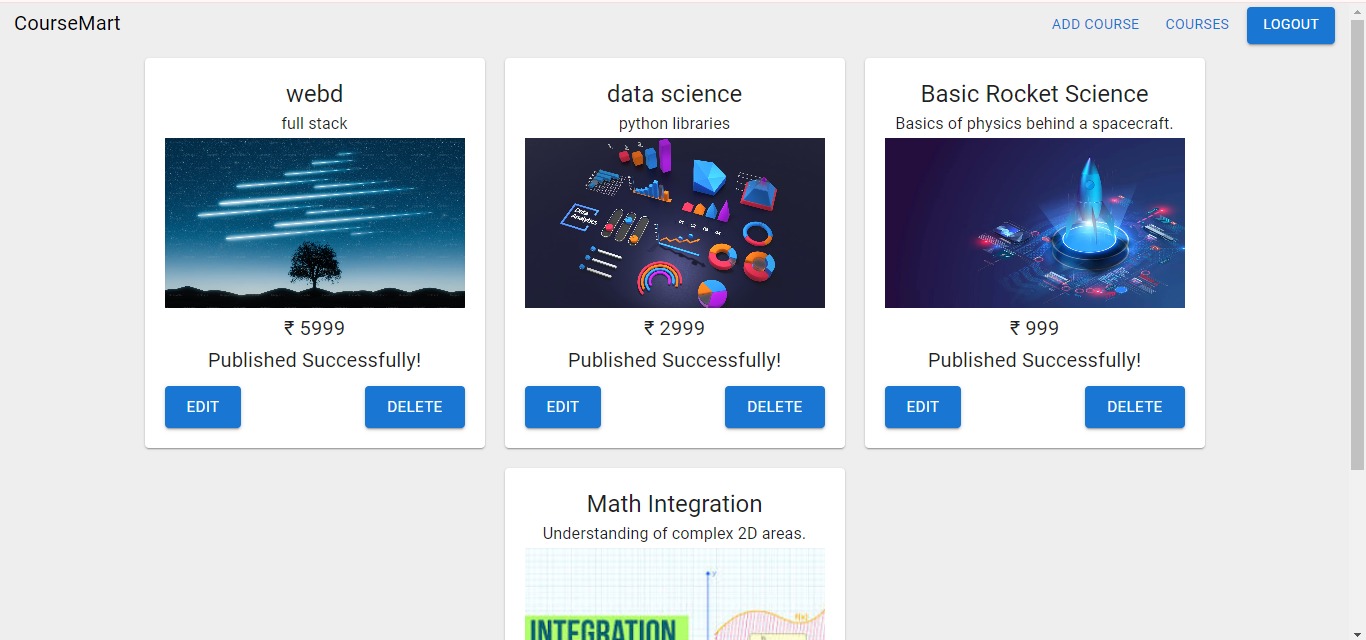 CourseMart
ADD COURSE
COURSES
LOGOUT
webd
full stack
₹ 5999
Published Successfully!
EDIT
DELETE
data science
python libraries
Data
Analytics
₹ 2999
Published Successfully!
EDIT
DELETE
Basic Rocket Science
Basics of physics behind a spacecraft.
₹ 999
Published Successfully!
EDIT
DELETE
Math Integration
Understanding of complex 2D areas.
y
f(x)
INTEGRATION